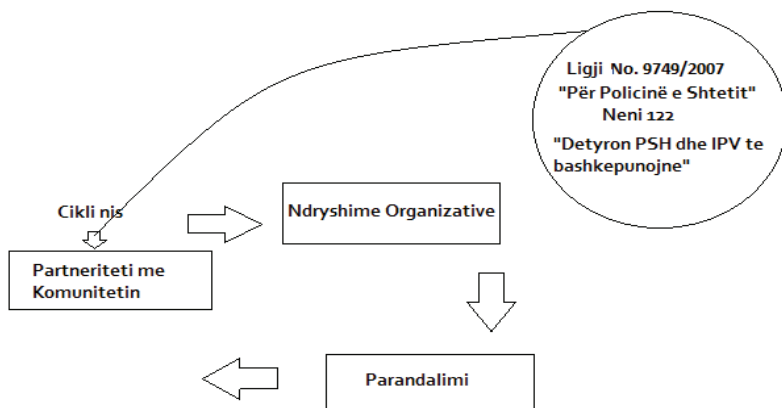 Ligji No. 9749/2007
"Për Policinë e Shtetit"
Neni 122
"Detyron PSH dhe IPV te
bashkepunojne"
Cikli nis
Ndryshime Organizative
Partneriteti me
Komunitetin
Parandalimi